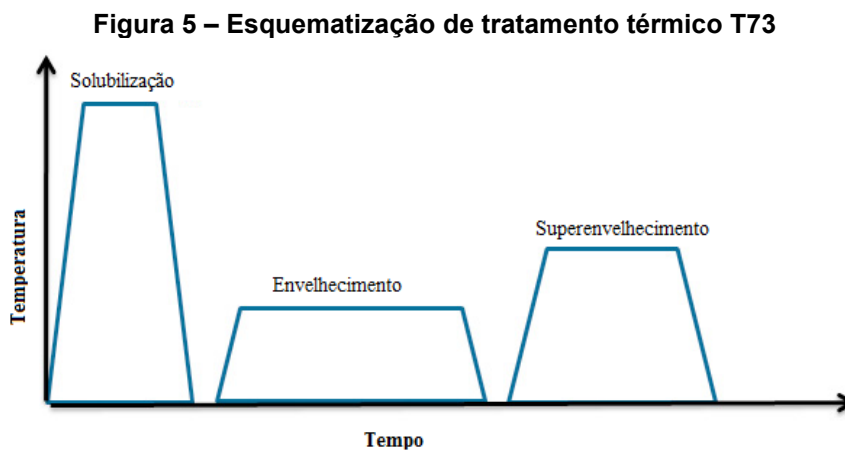 Figura 5 – Esquematização de tratamento térmico T73
Solubilização
Superenvelhecimento
Envelhecimento
Temperatura
Tempo